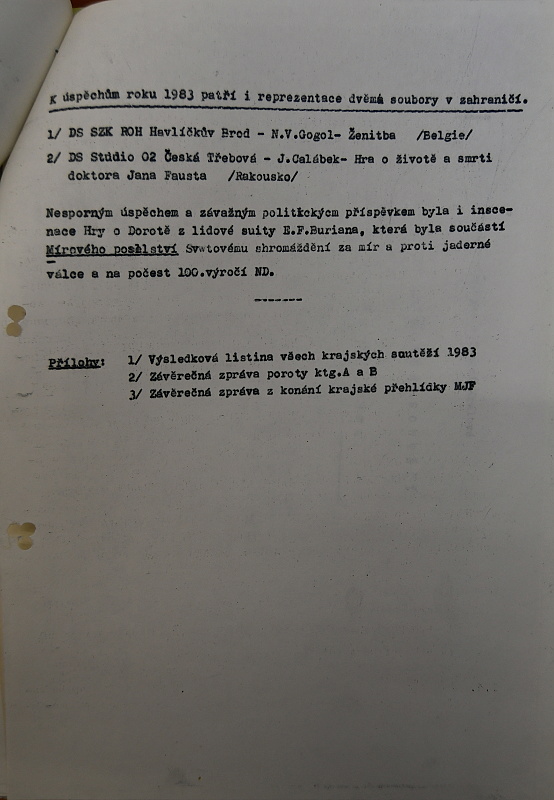 K úspěchům roku 1983 patří i reprezentace dvěmá soubory v zahraničí.
1/ DS SZK ROH Havlíčkův Brod - N.V.Gogol- Ženitba /Belgie/
2/ DS Studio 02 Česká Třebová - J.Calábek- Hra o životě a smrti
doktora Jana Fausta /Rakousko/
Nesporným úspěchem a závažným politkckým příspěvkem byla i insce-
nace Hry o Dorotě z lidové suity E.F.Buriana, která byla součástí
Mírového posèlství Svwtovému shromáždění za mír a proti jaderné
válce a na počest 100.výročí ND.
-------
Přílohy: 1/ Výsledková listina všech krajských soutěží 1983
2/ Závěrečná zpráva poroty ktg.A a B
3/ Závěrečná zpráva z konání krajské přehlídky MJF